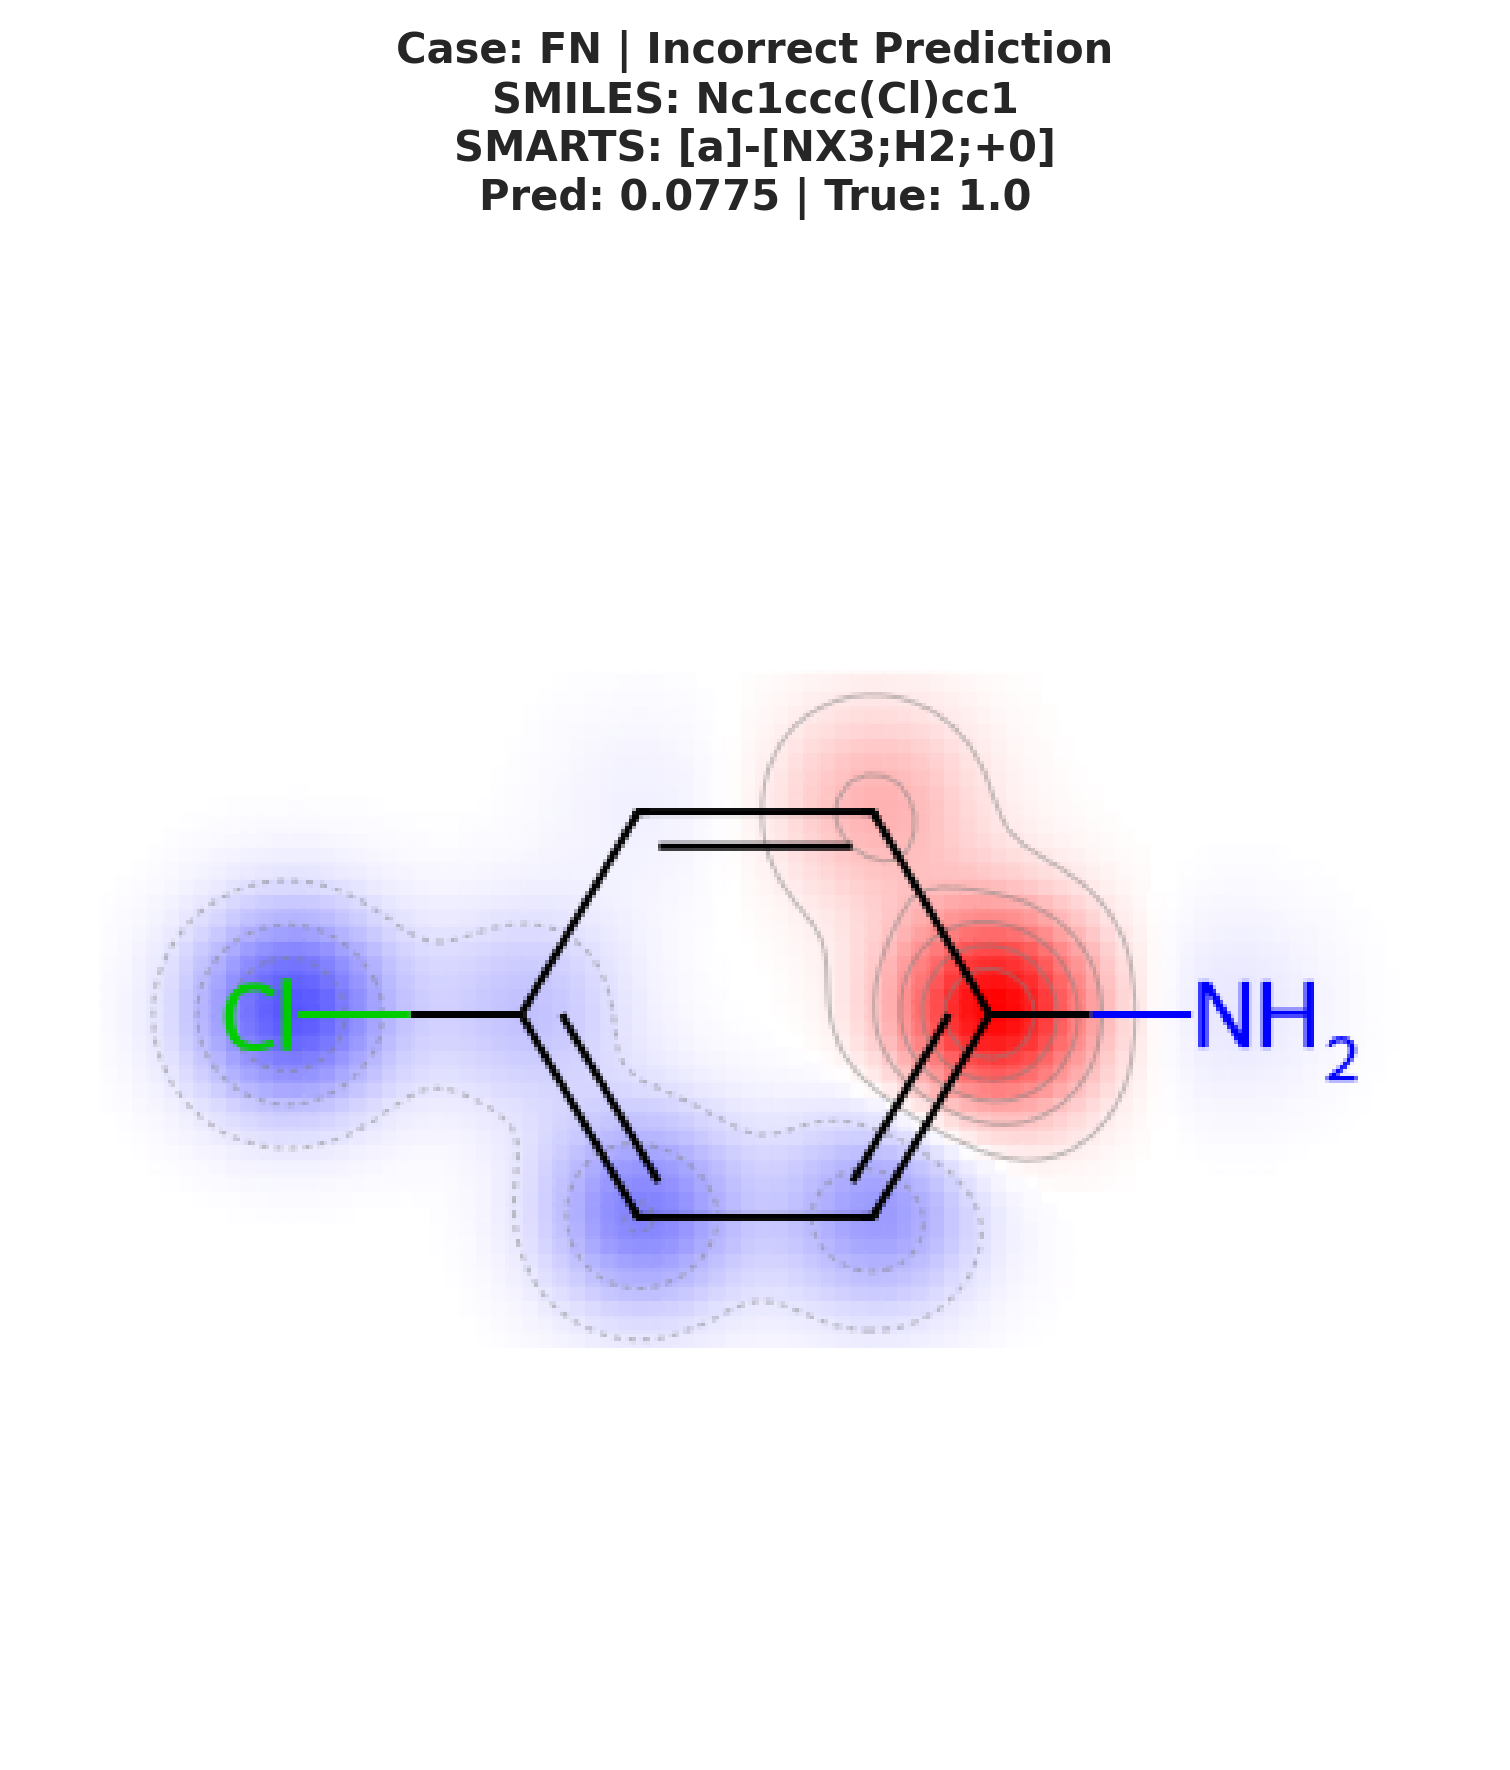 Case: FN | Incorrect Prediction
SMILES: Nc1ccc(Cl)cc1
SMARTS: [a]-[NX3;H2;+0]
Pred: 0.0775 | True: 1.0
Cl
NH2